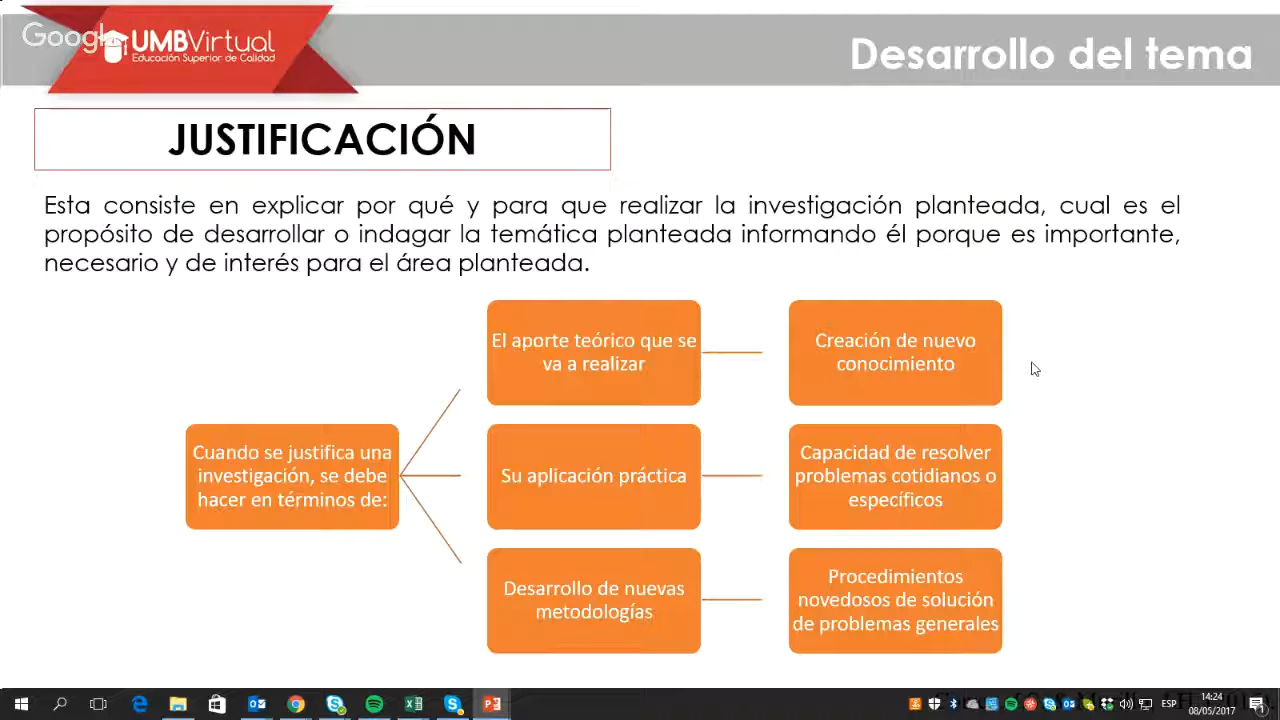 Google
UMBVirtual
Educación Superior de Calidad
Desarrollo del tema
JUSTIFICACIÓN
Esta consiste en explicar por qué y para que realizar la investigación planteada, cual es el
propósito de desarrollar o indagar la temática planteada informando él porque es importante,
necesario y de interés para el área planteada.
Cuando se justifica una
investigación, se debe
hacer en términos de:
El aporte teórico que se
va a realizar
Creación de nuevo
conocimiento
Su aplicación práctica
Capacidad de resolver
problemas cotidianos o
específicos
Desarrollo de nuevas
metodologías
Procedimientos
novedosos de solución
de problemas generales
ESP
14:24
08/05/2017